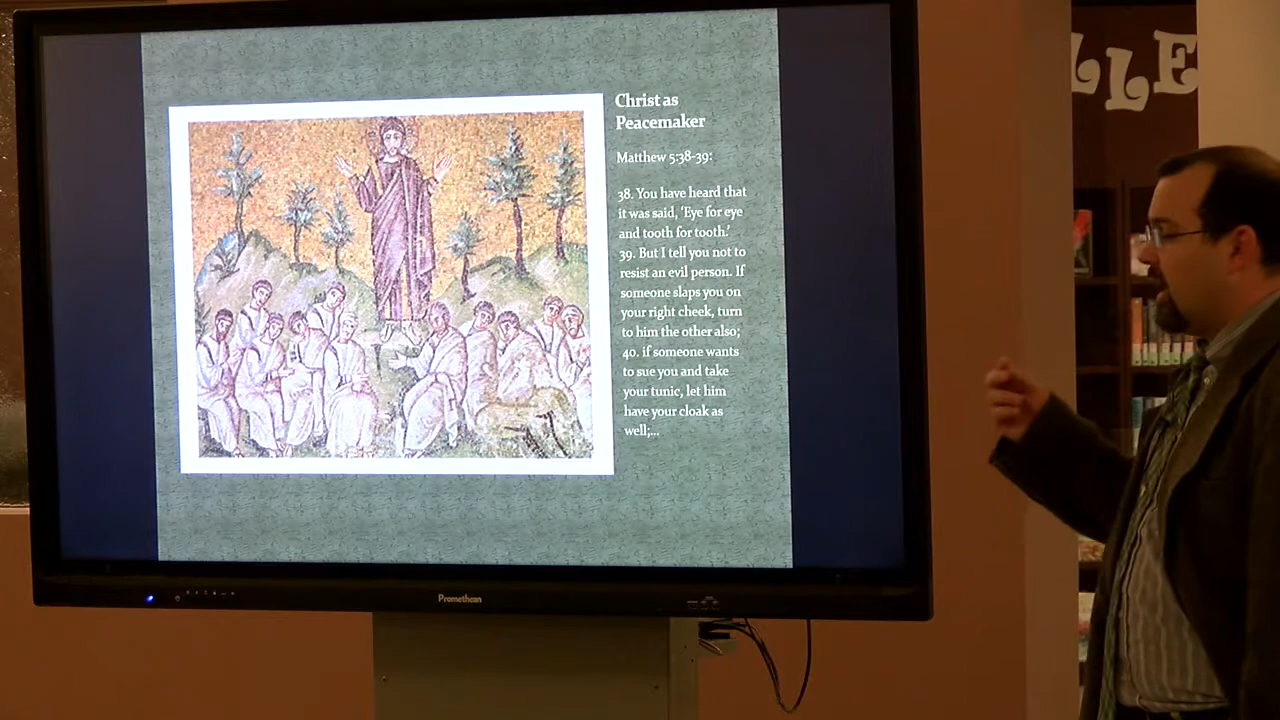 LLE
Christ as
Peacemaker
Matthew 5:38-39:
38. You have heard that
it was said, 'Eye for eye
and tooth for tooth.'
39. But I tell you not to
resist an evil person. If
someone slaps you on
your right cheek, turn
to him the other also;
40. if someone wants
to sue you and take
your tunic, let him
have your cloak as
well;...
Promethean